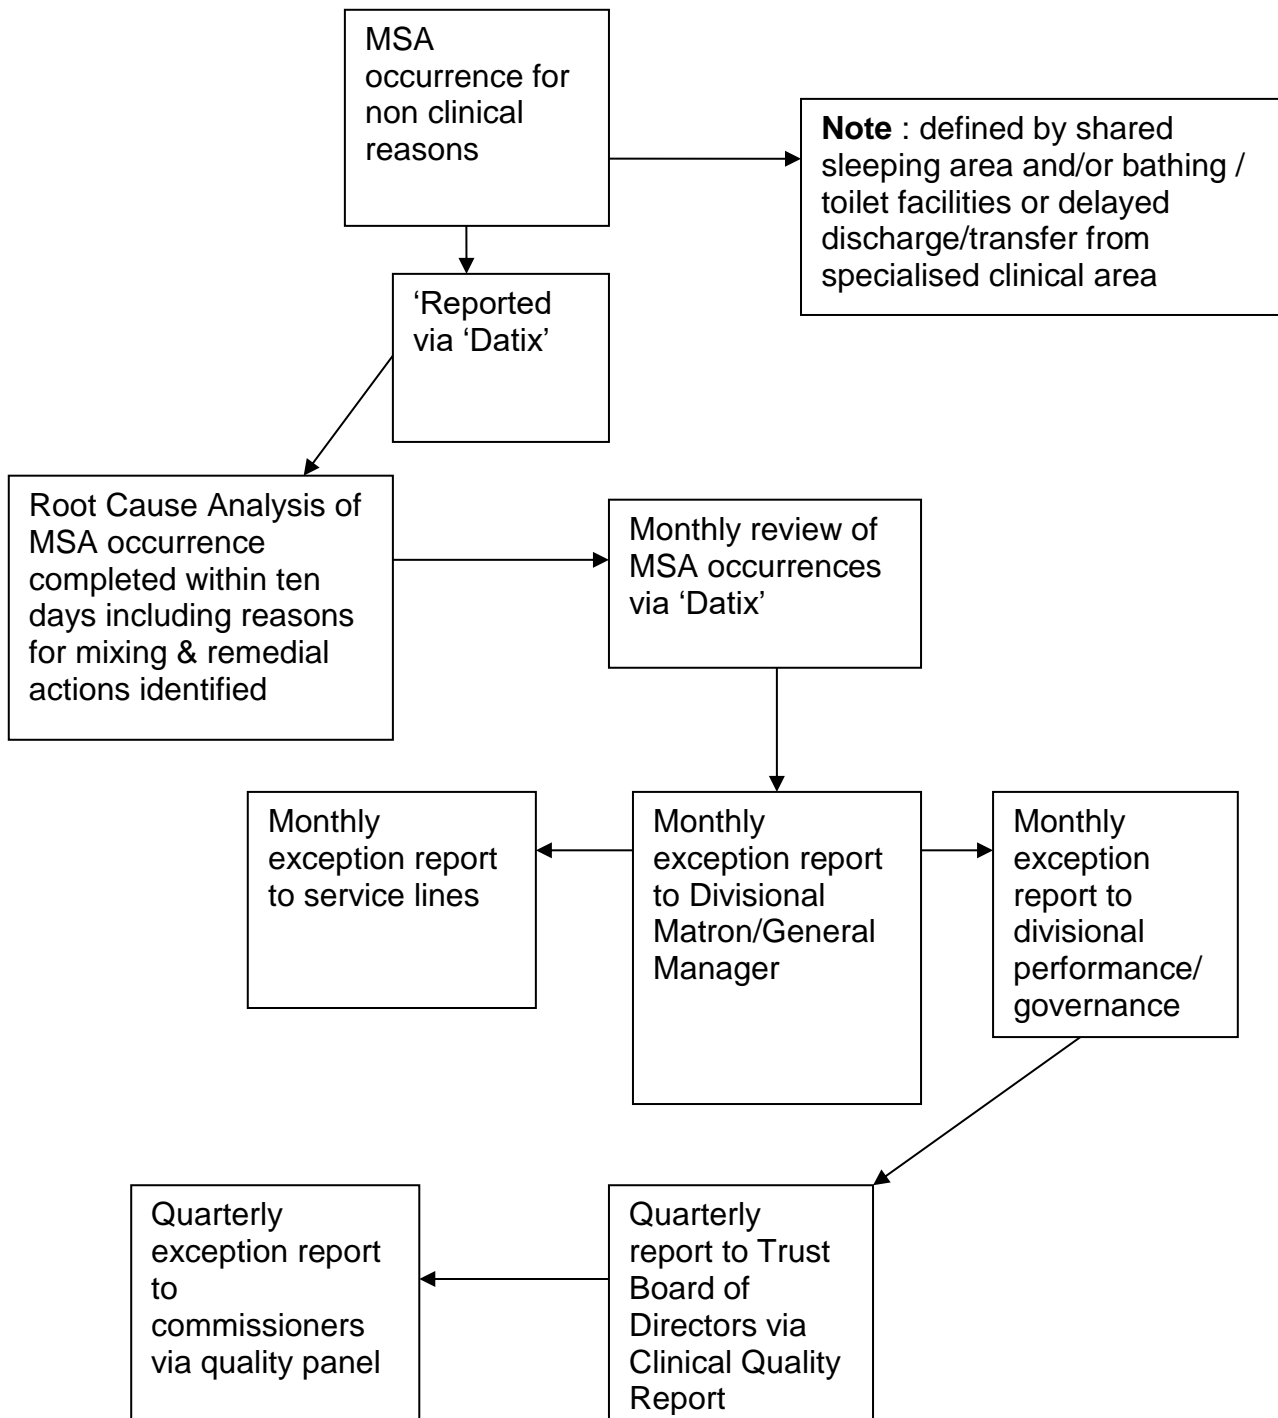 MSA
occurrence for
non clinical
reasons
Note : defined by shared
sleeping area and/or bathing /
toilet facilities or delayed
discharge/transfer from
specialised clinical area
‘Reported
via ‘Datix’
Root Cause Analysis of
MSA occurrence
completed within ten
days including reasons
for mixing & remedial
actions identified
Monthly review of
MSA occurrences
via ‘Datix’
Monthly
exception report
to service lines
Monthly
exception report
to Divisional
Matron/General
Manager
Monthly
exception
report to
divisional
performance/
governance
Quarterly
exception report
to
commissioners
via quality panel
Quarterly
report to Trust
Board of
Directors via
Clinical Quality
Report